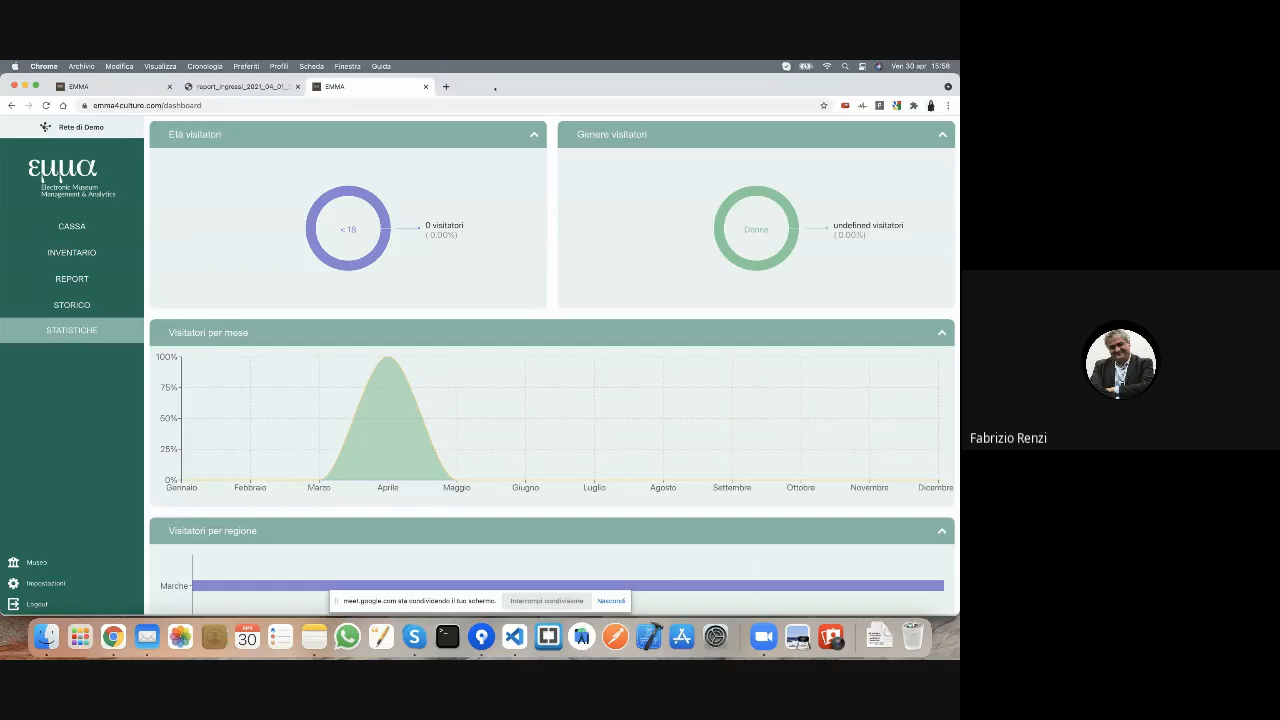 Chrome Archivio Modifica Visualizza Cronologia Preferiti Profili Scheda Finestra Guida Ven 30 apr 15:58
EMMA report_ingressi_2021_04_01_ EMMA
emma4culture.com/dashboard
Rete di Demo
εμμα
Electronic Museum
Management & Analytics
CASSA
INVENTARIO
REPORT
STORICO
STATISTICHE
Museo
Impostazioni
Logout
Età visitatori
< 18
0 visitatori
( 0.00%)
Genere visitatori
Donne
undefined visitatori
( 0.00%)
Visitatori per mese
100%
75%
50%
25%
0%
Gennaio Febbraio Marzo Aprile Maggio Giugno Luglio Agosto Settembre Ottobre Novembre Dicembre
Visitatori per regione
Marche
meet.google.com sta condividendo il tuo schermo. Interrompi condivisione Nascondi
APR
30
Fabrizio Renzi